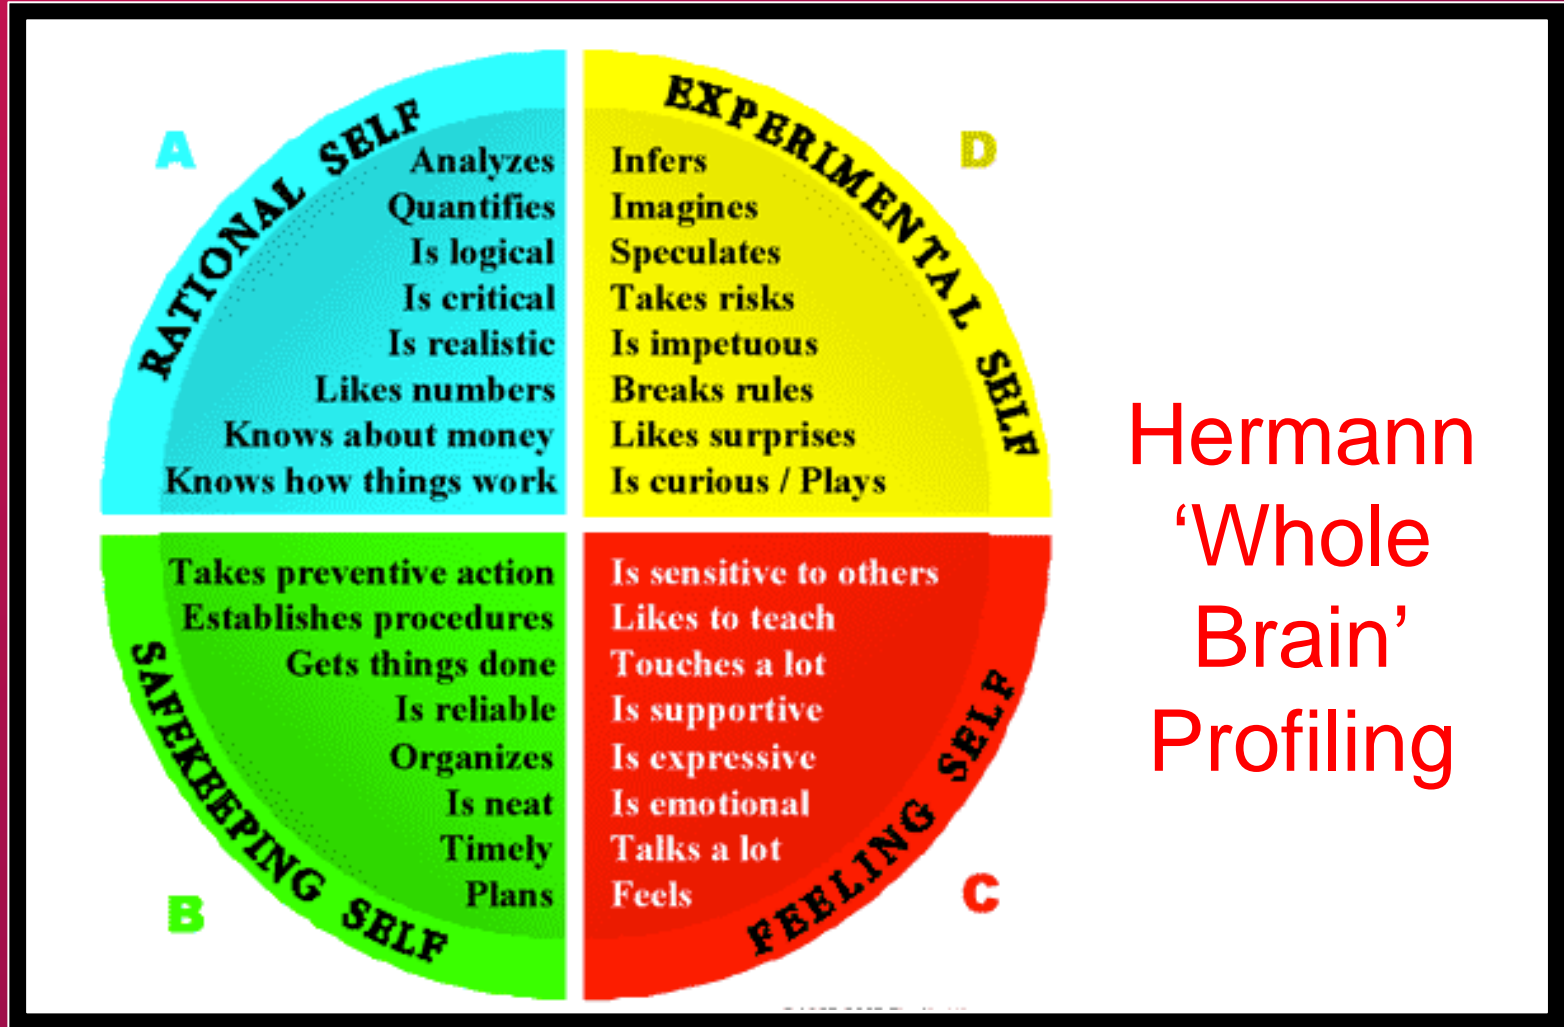 A
RATIONAL SELF
Analyzes
Quantifies
Is logical
Is critical
Is realistic
Likes numbers
Knows about money
Knows how things work
D
EXPERIMENTAL SELF
Infers
Imagines
Speculates
Takes risks
Is impetuous
Breaks rules
Likes surprises
Is curious / Plays
B
SAFEKEEPING SELF
Takes preventive action
Establishes procedures
Gets things done
Is reliable
Organizes
Is neat
Timely
Plans
C
FEELING SELF
Is sensitive to others
Likes to teach
Touches a lot
Is supportive
Is expressive
Is emotional
Talks a lot
Feels
Hermann
‘Whole
Brain’
Profiling